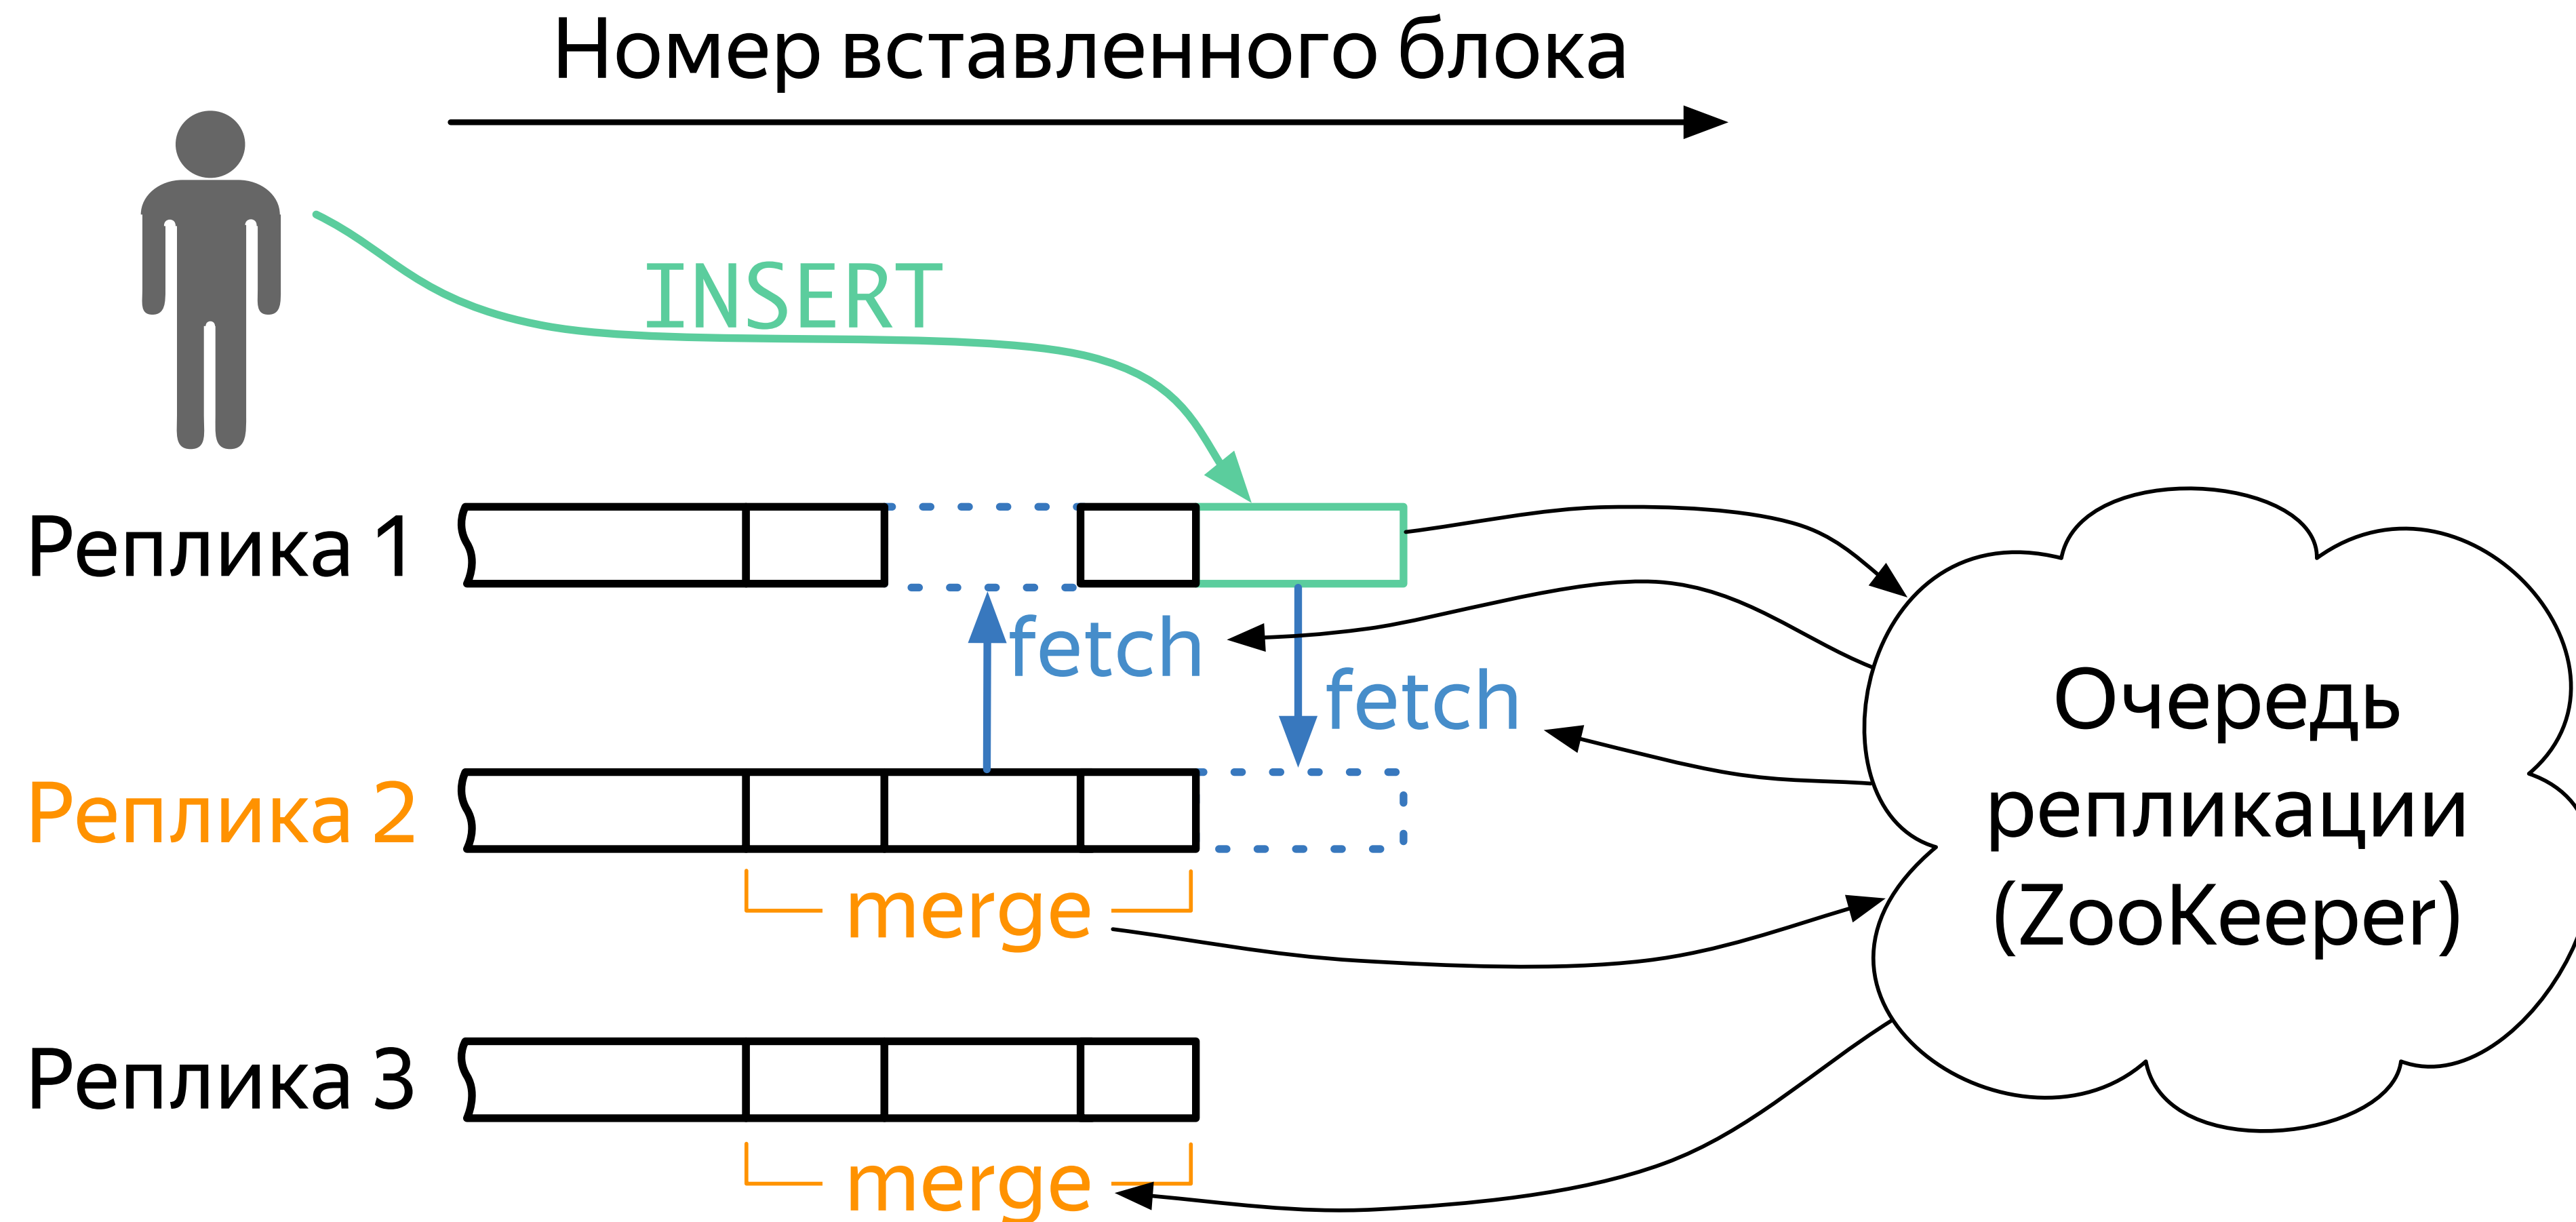 Номер вставленного блока
INSERT
Реплика 1
fetch
fetch
Реплика 2
merge
Реплика 3
merge
Очередь
репликации
(ZooKeeper)